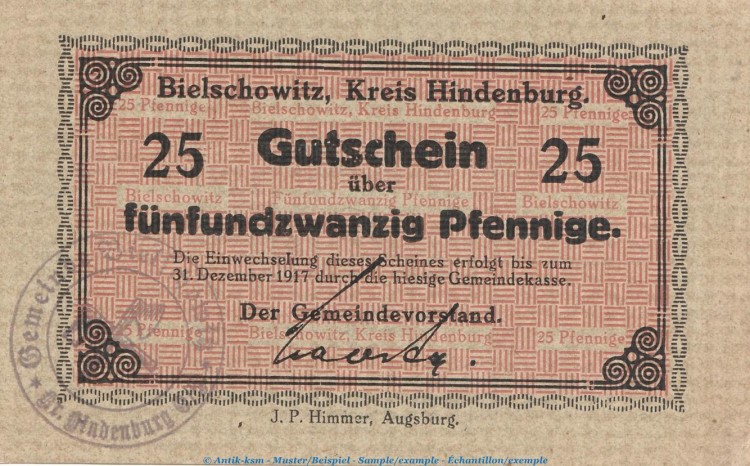 Bielschowitz, Kreis Hindenburg.
25 Pfennige Bielschowitz, Kreis Hindenburg 25 Pfennige
25 Gutschein 25
über
Bielschowitz Fünfundzwanzig Pfennige Bielschowitz
fünfundzwanzig Pfennige.
Die Einwechselung dieses Scheines erfolgt bis zum
31. Dezember 1917 durch die hiesige Gemeindekasse.
Der Gemeindevorstand.
25 Pfennige Bielschowitz, Kreis Hindenburg 25 Pfennige
Hindenburg
J. P. Himmer, Augsburg.
© Antik-ksm - Muster/Beispiel - Sample/example - Échantillon/exemple